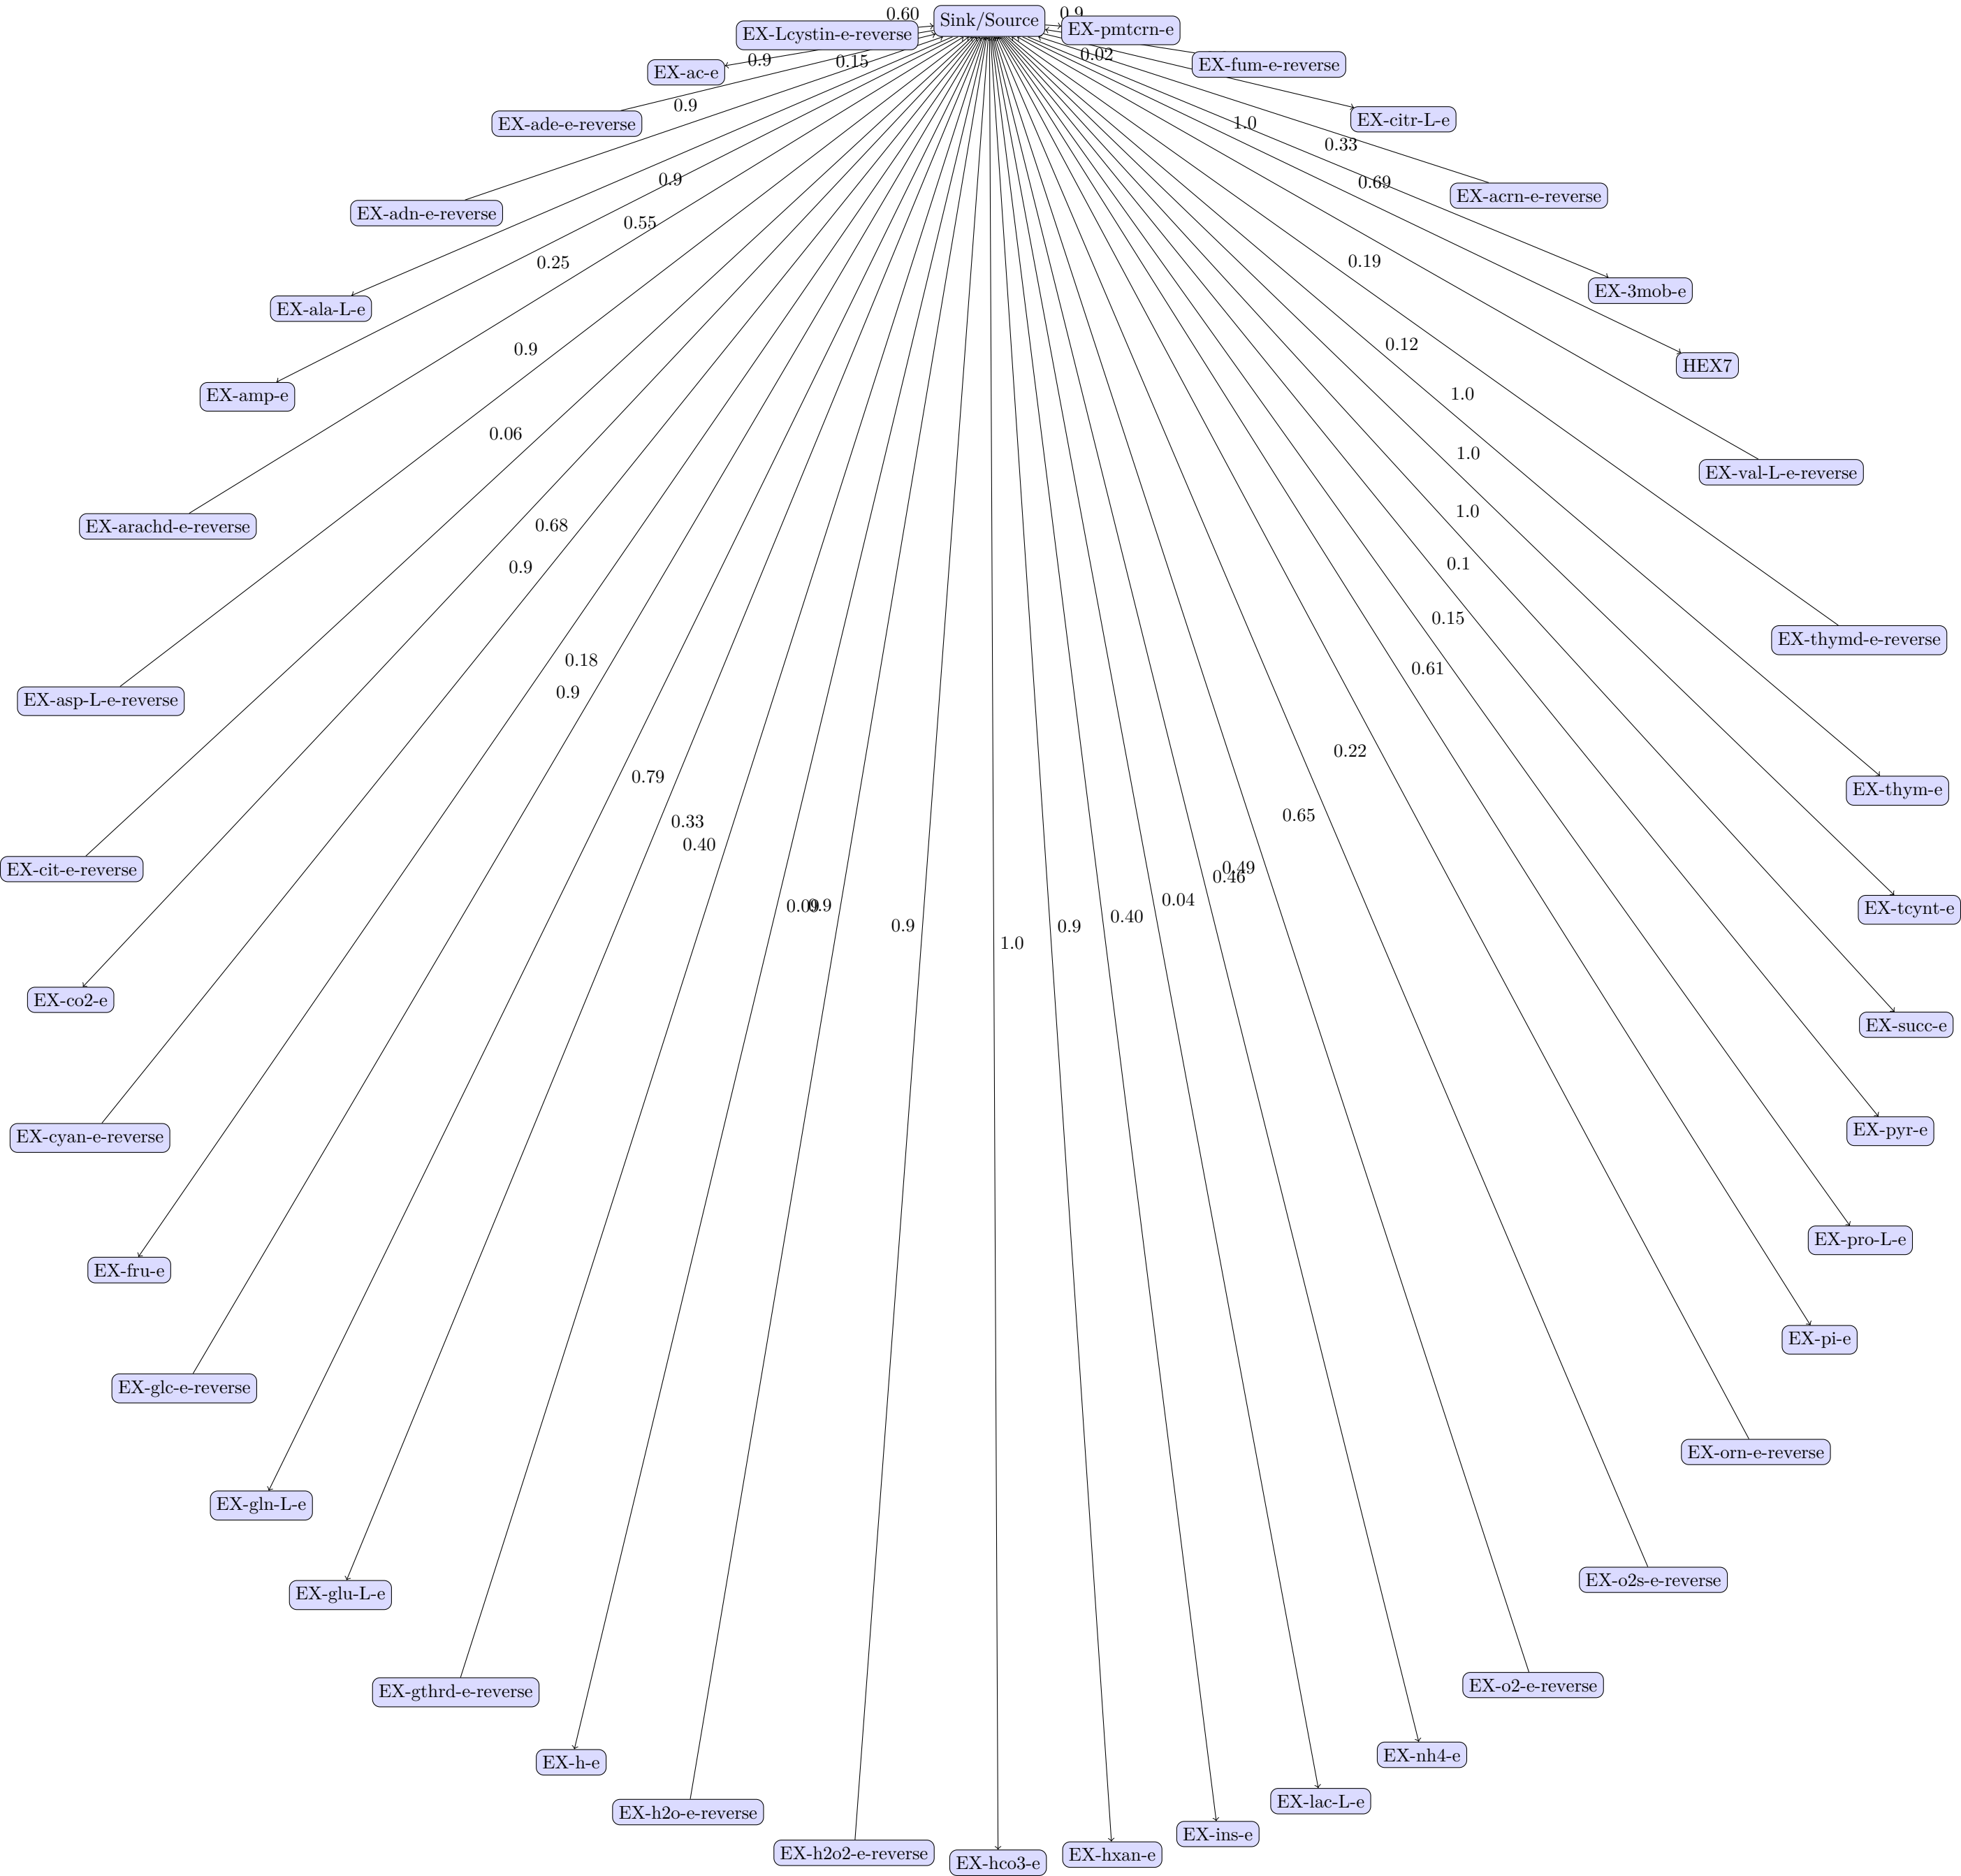 Sink/Source
0.60
0.9
EX-Lcystin-e-reverse
EX-pmtcrn-e
0.02
0.9
0.15
EX-fum-e-reverse
EX-ac-e
0.9
EX-citr-L-e
EX-ade-e-reverse
1.0
0.33
0.9
0.69
EX-acrn-e-reverse
EX-adn-e-reverse
0.55
0.25
0.19
EX-3mob-e
EX-ala-L-e
0.9
0.12
HEX7
EX-amp-e
1.0
0.06
1.0
EX-val-L-e-reverse
1.0
EX-arachd-e-reverse
0.68
0.9
0.1
0.15
EX-thymd-e-reverse
0.18
0.61
0.9
EX-asp-L-e-reverse
0.22
0.79
EX-thym-e
0.33
0.65
0.40
EX-cit-e-reverse
0.49
0.46
0.04
0.09
0.9
EX-tcynt-e
0.40
0.9
0.9
1.0
EX-co2-e
EX-succ-e
EX-cyan-e-reverse
EX-pyr-e
EX-pro-L-e
EX-fru-e
EX-pi-e
EX-glc-e-reverse
EX-orn-e-reverse
EX-gln-L-e
EX-o2s-e-reverse
EX-glu-L-e
EX-o2-e-reverse
EX-gthrd-e-reverse
EX-nh4-e
EX-h-e
EX-lac-L-e
EX-h2o-e-reverse
EX-ins-e
EX-h2o2-e-reverse
EX-hxan-e
EX-hco3-e